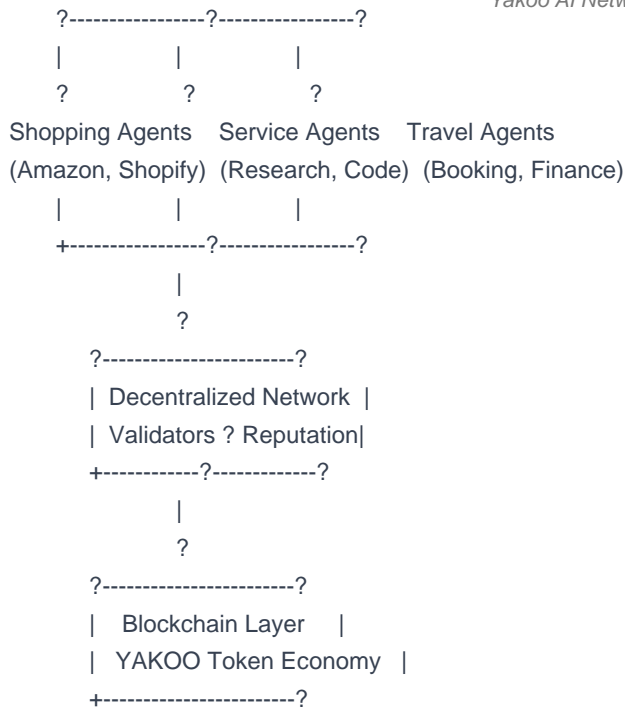 Yakoo AI Netw
?----------------?-----------------?
| | |
? ? ?
Shopping Agents Service Agents Travel Agents
(Amazon, Shopify) (Research, Code) (Booking, Finance)
| | |
+-----------------?-----------------?
|
?
?------------------------?
| Decentralized Network |
| Validators ? Reputation|
+------------?-------------?
|
?
?------------------------?
| Blockchain Layer |
| YAKOO Token Economy |
+------------------------?